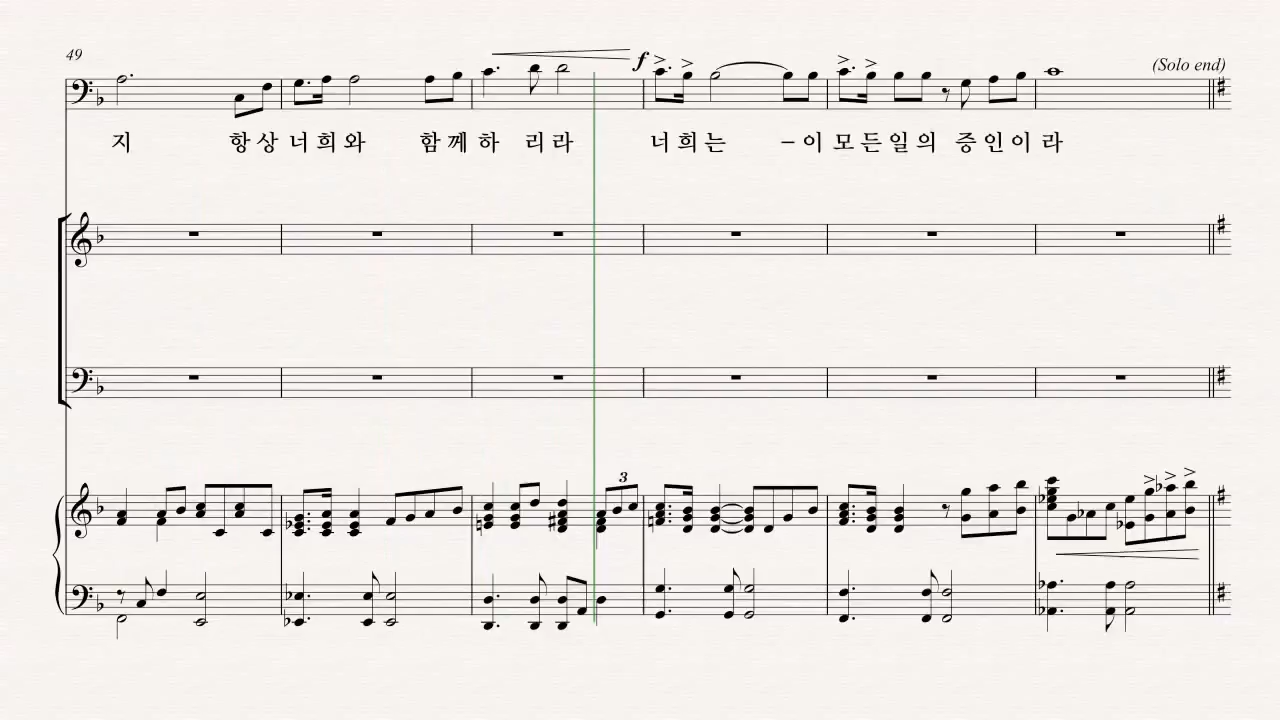 49
f
(Solo end)
지 항상 너희와 함께하 리라 너희는 – 이 모든일의 증인이 라
3